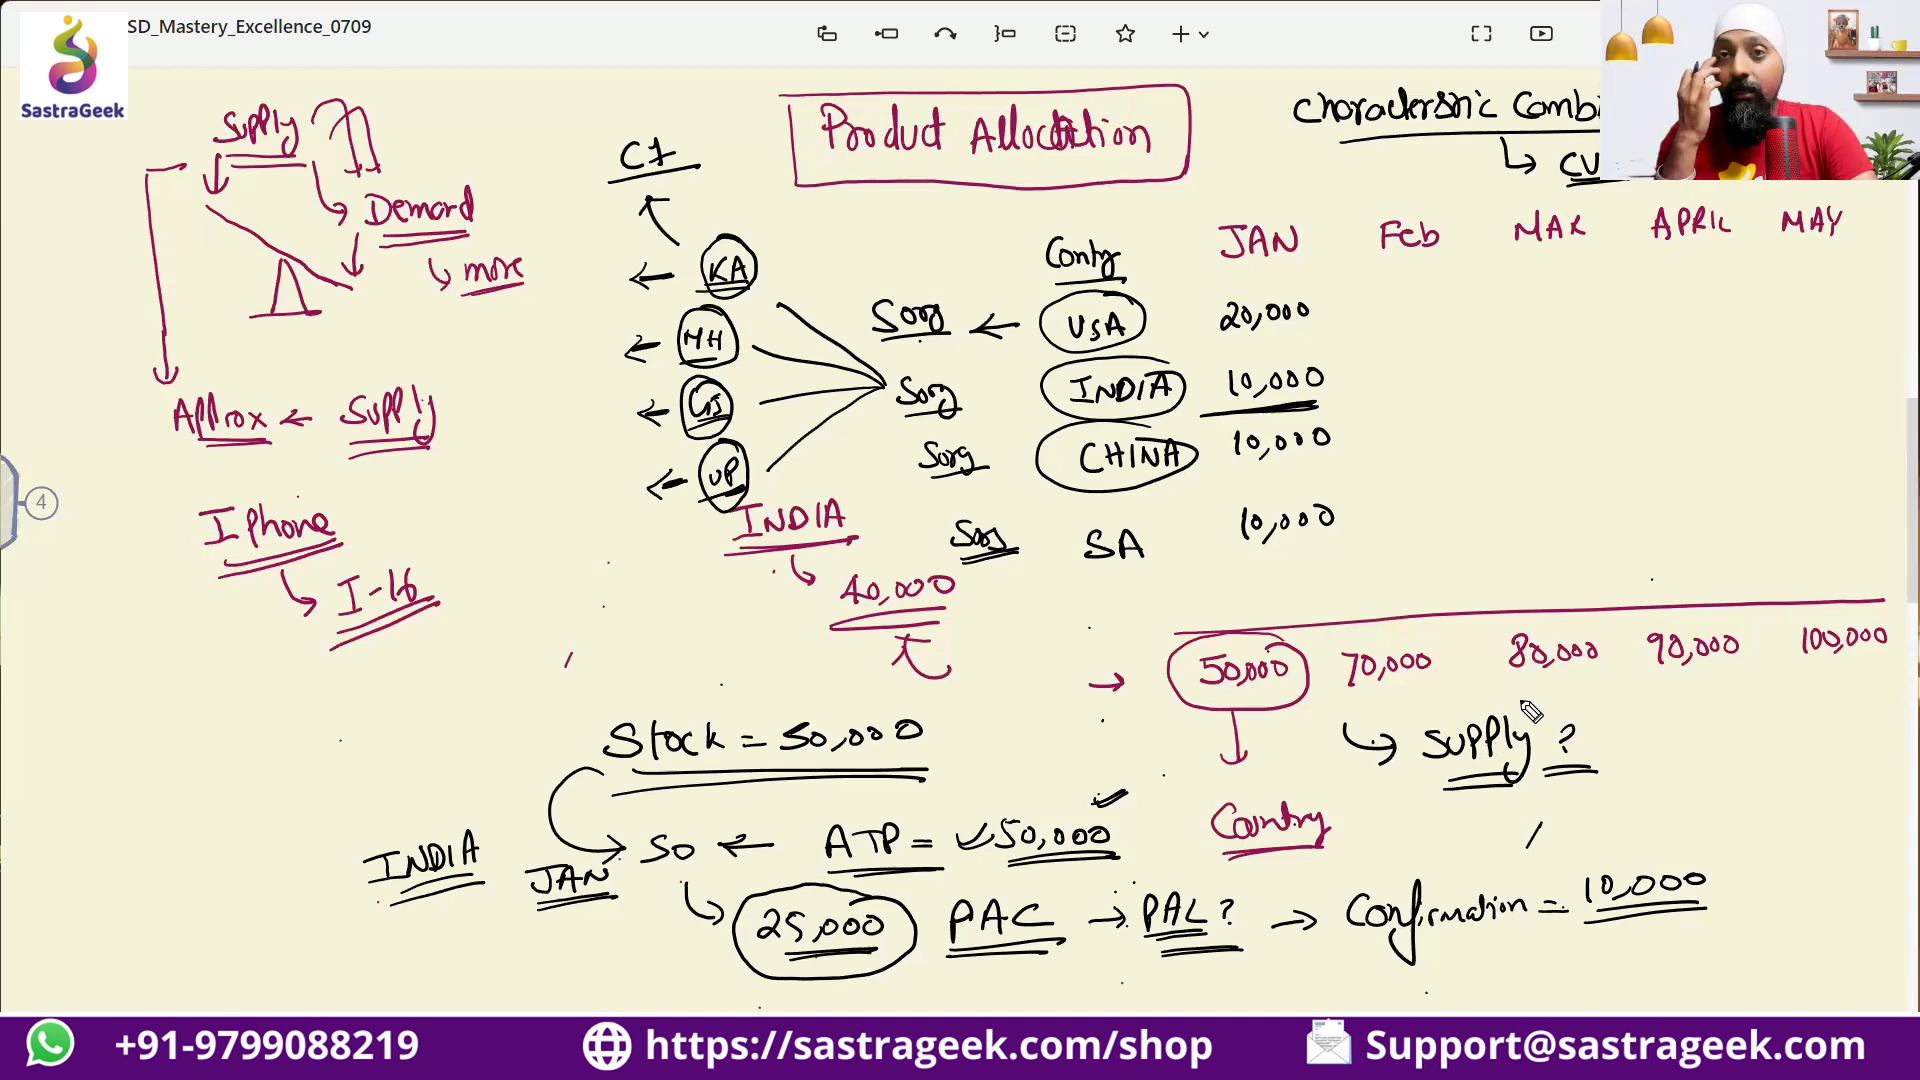 SD_Mastery_Excellence_0709
SastraGeek
Supply
Demand
more
Approx ← Supply
Iphone
I-16
4
Product Allocation
C1
KA
MH
GJ
UP
INDIA
40,000
Conty JAN Feb MAR APRIL MAY
Sorg USA 20,000
Sorg INDIA 10,000
Sorg CHINA 10,000
Sorg SA 10,000
50,000 70,000 80,000 90,000 100,000
Country
Supply ?
Stock = 50,000
INDIA JAN SO ← ATP = 50,000
25,000 PAC → PAL? → Confirmation = 10,000
+91-9799088219
https://sastrageek.com/shop
Support@sastrageek.com